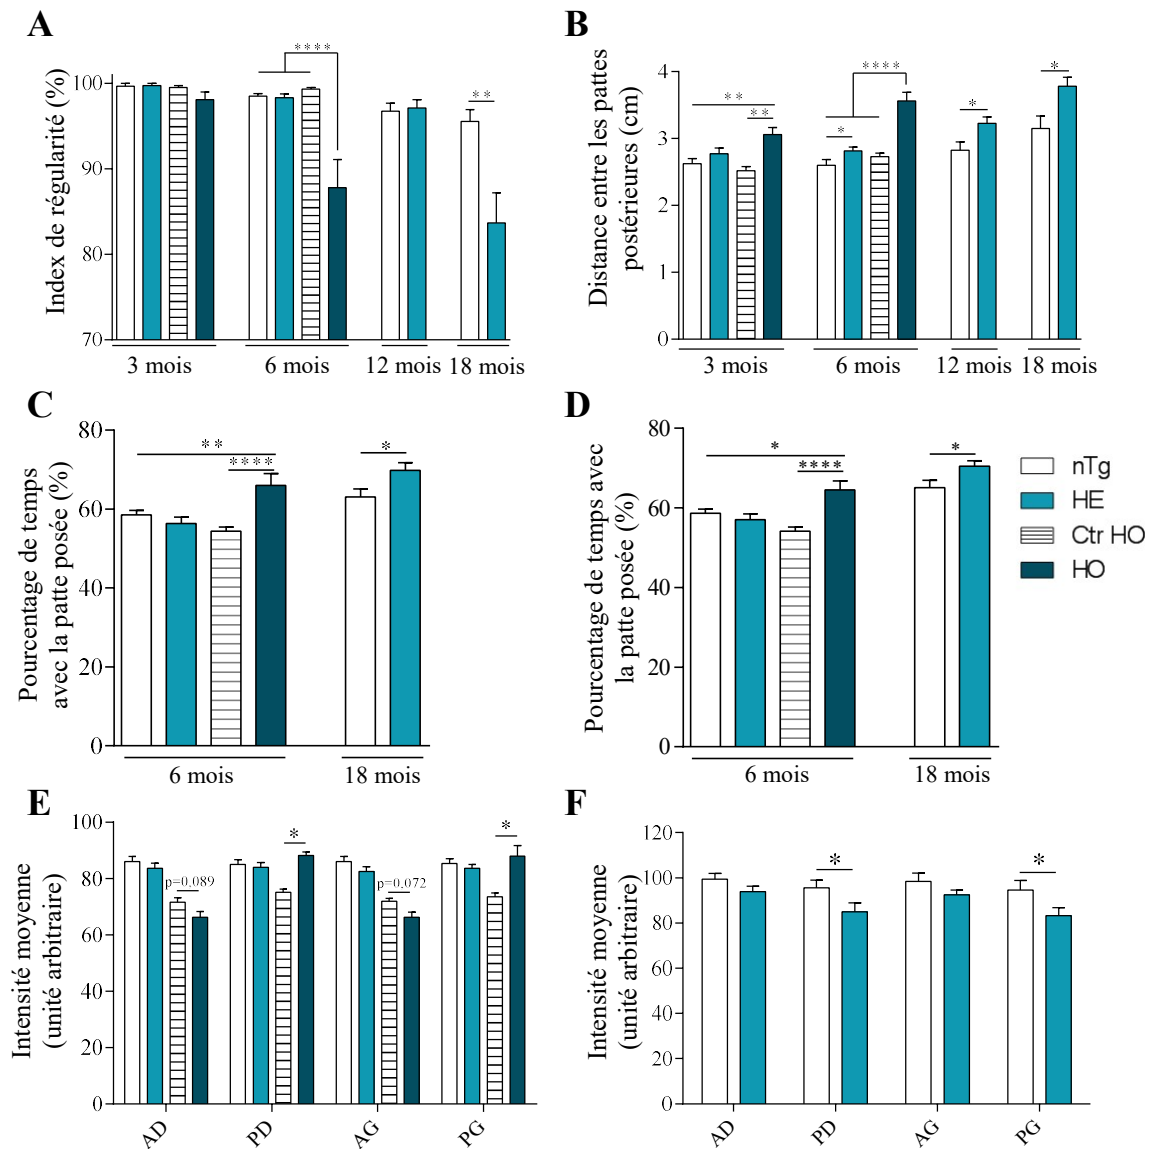 A
Index de régularité (%)
100
90
80
70
****
**
3 mois
6 mois
12 mois
18 mois
B
Distance entre les pattes
postérieures (cm)
4
3
2
1
0
**
**
*
****
*
*
3 mois
6 mois
12 mois
18 mois
C
Pourcentage de temps
avec la patte posée (%)
80
60
40
20
0
**
****
*
6 mois
18 mois
D
Pourcentage de temps avec
la patte posée (%)
80
60
40
20
0
*
****
*
6 mois
18 mois
nTg
HE
Ctr HO
HO
E
Intensité moyenne
(unité arbitraire)
100
80
60
40
20
0
p=0.089
*
p=0.072
*
AD
PD
AG
PG
F
Intensité moyenne
(unité arbitraire)
120
100
80
60
40
20
0
*
*
AD
PD
AG
PG